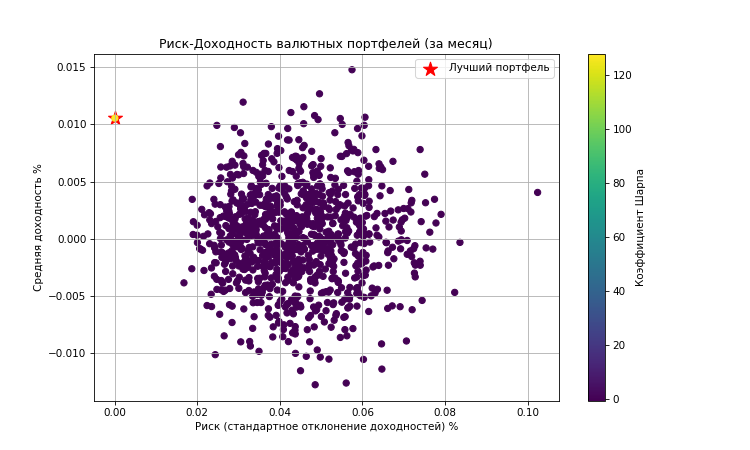 Риск-Доходность валютных портфелей (за месяц)
Лучший портфель
0.015
0.010
0.005
0.000
−0.005
−0.010
Средняя доходность %
0.00 0.02 0.04 0.06 0.08 0.10
Риск (стандартное отклонение доходностей) %
120
100
80
60
40
20
0
Коэффициент Шарпа